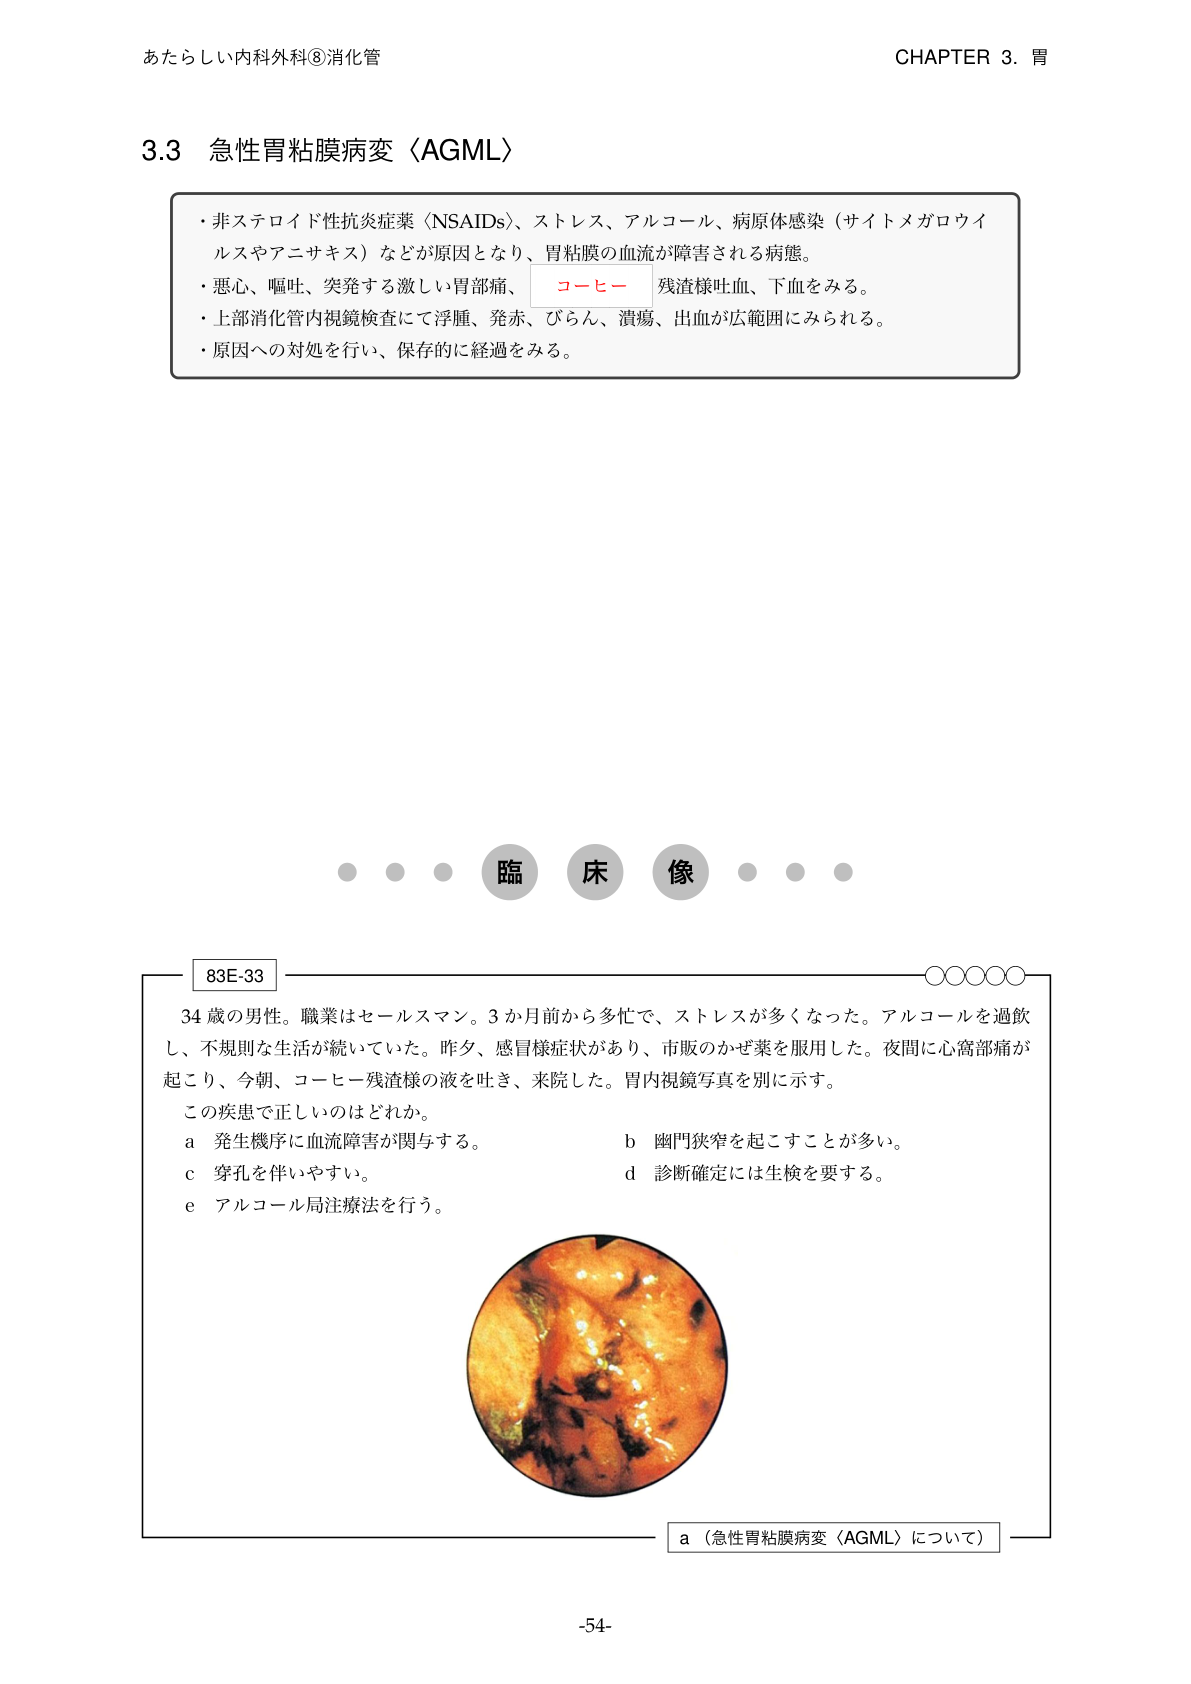 あたらしい内科外科⑧消化管
CHAPTER 3. 胃
3.3 急性胃粘膜病変〈AGML〉
・非ステロイド性抗炎症薬〈NSAIDs〉、ストレス、アルコール、病原体感染（サイトメガロウイ
ルスやアニサキス）などが原因となり、胃粘膜の血流が障害される病態。
・悪心、嘔吐、突発する激しい胃部痛、 コーヒー 残渣様吐血、下血をみる。
・上部消化管内視鏡検査にて浮腫、発赤、びらん、潰瘍、出血が広範囲にみられる。
・原因への対処を行い、保存的に経過をみる。
臨 床 像
83E-33
34 歳の男性。職業はセールスマン。3 か月前から多忙で、ストレスが多くなった。アルコールを過飲
し、不規則な生活が続いていた。昨夕、感冒様症状があり、市販のかぜ薬を服用した。夜間に心窩部痛が
起こり、今朝、コーヒー残渣様の液を吐き、来院した。胃内視鏡写真を別に示す。
この疾患で正しいのはどれか。
a 発生機序に血流障害が関与する。 b 幽門狭窄を起こすことが多い。
c 穿孔を伴いやすい。 d 診断確定には生検を要する。
e アルコール局注療法を行う。
a （急性胃粘膜病変〈AGML〉について）
-54-